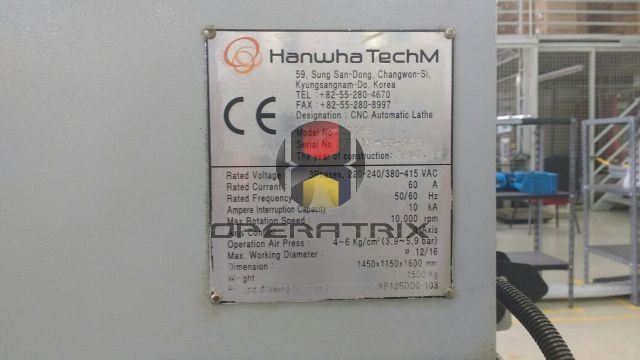 Hanwha TechM
59, Sung San-Dong, Changwon-Si,
Kyungsangnam-Do, Korea
TEL : +82-55-280-4670
FAX : +82-55-280-8997
Designation : CNC Automatic Lathe
CE
Model No
Serial No
The year of construction
Rated Voltage 3Phases, 220-240/380-415 VAC
Rated Current 60 A
Rated Frequency 50/60 Hz
Ampere Interruption Capacity 10 kA
Max Rotation Speed 10,000 rpm
Axis
OPERATRIX
Operation Air Press : 4~6 Kg/cm² (3.9~5.9 bar)
Max. Working Diameter : ø 12/16
Dimension : 1450x1150x1600 mm
Weight 1500 Kg
drawing XP12SDD0-103